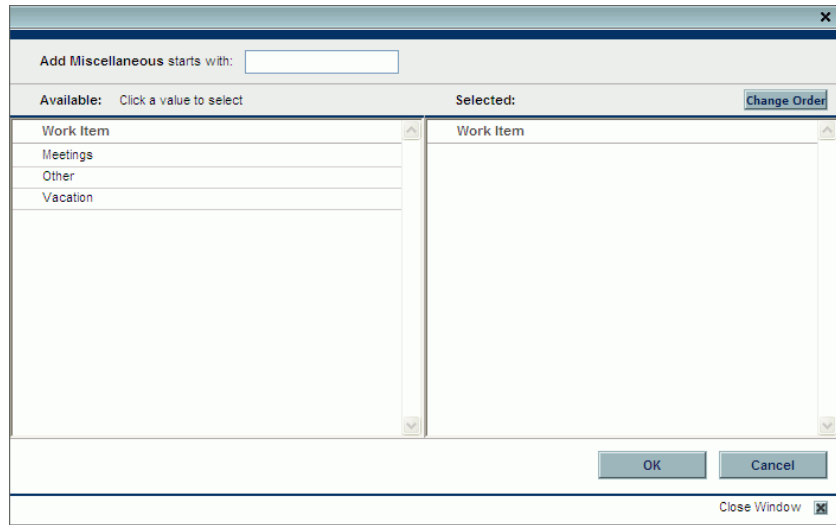 Add Miscellaneous starts with:
Available: Click a value to select Selected: Change Order
Work Item Work Item
Meetings
Other
Vacation
OK Cancel
Close Window